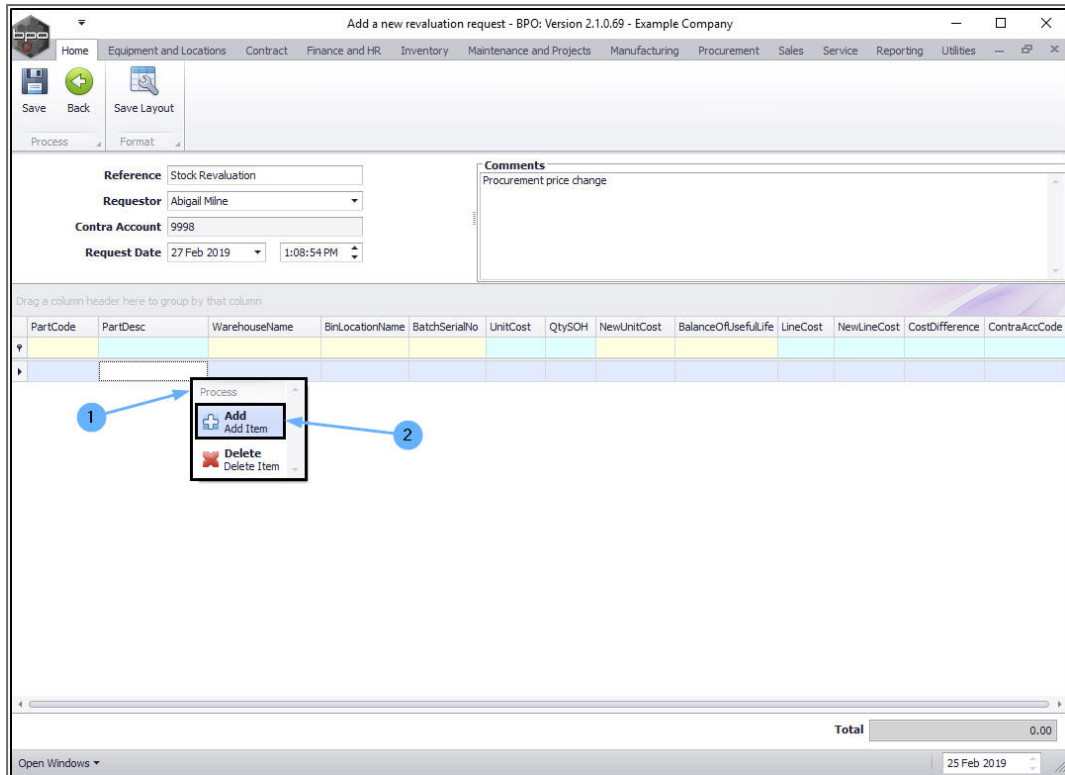 Add a new revaluation request - BPO: Version 2.1.0.69 - Example Company
bpo
Home Equipment and Locations Contract Finance and HR Inventory Maintenance and Projects Manufacturing Procurement Sales Service Reporting Utilities
Save Back Save Layout
Process Format
Reference Stock Revaluation
Requestor Abigail Milne
Contra Account 9998
Request Date 27 Feb 2019 1:08:54 PM
Comments
Procurement price change
Drag a column header here to group by that column
PartCode PartDesc WarehouseName BinLocationName BatchSerialNo UnitCost QtySOH NewUnitCost BalanceOfUsefulLife LineCost NewLineCost CostDifference ContraAccCode
Process
1
Add
Add Item
2
Delete
Delete Item
Total 0.00
Open Windows 25 Feb 2019